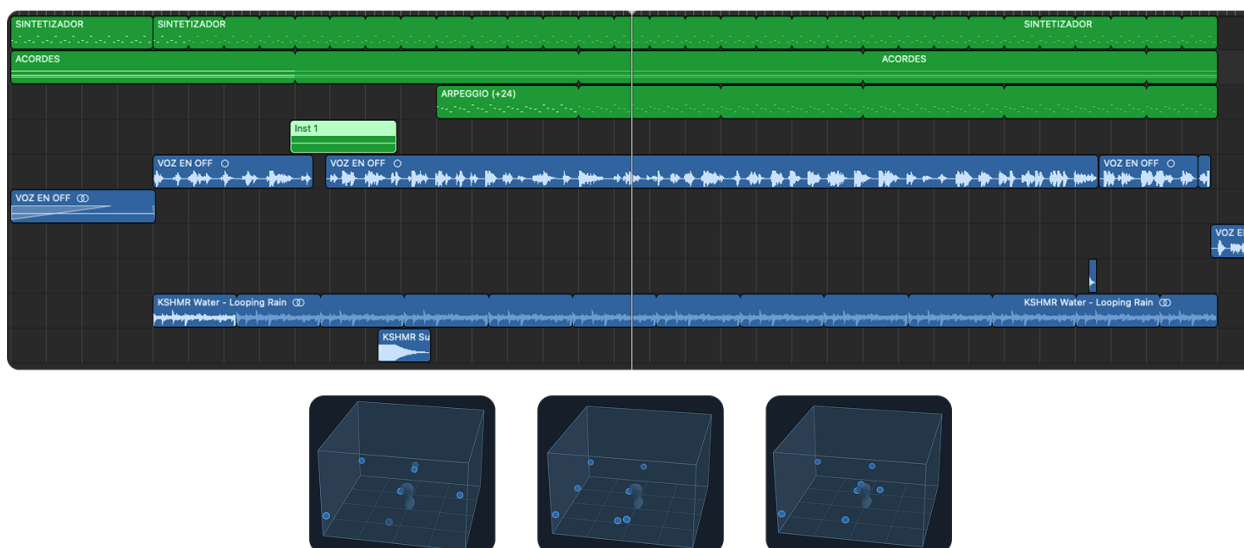 SINTETIZADOR SINTETIZADOR SINTETIZADOR
ACORDES ACORDES
ARPEGGIO (+24)
Inst 1
VOZ EN OFF VOZ EN OFF VOZ EN OFF
VOZ EN OFF
VOZ E
KSHMR Water - Looping Rain KSHMR Water - Looping Rain
KSHMR Su